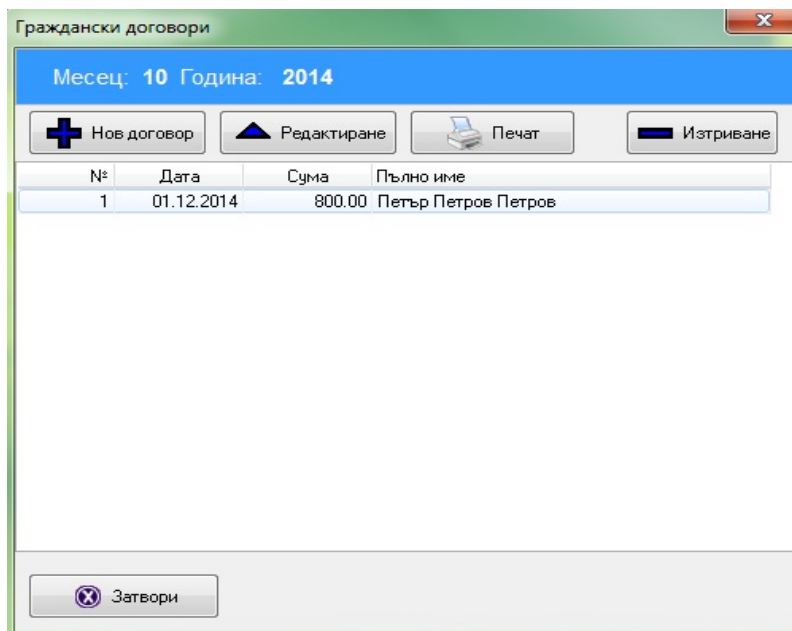 Граждански договори
Месец: 10 Година: 2014
Нов договор Редактиране Печат Изтриване
№ Дата Сума Пълно име
1 01.12.2014 800.00 Петър Петров Петров
Затвори